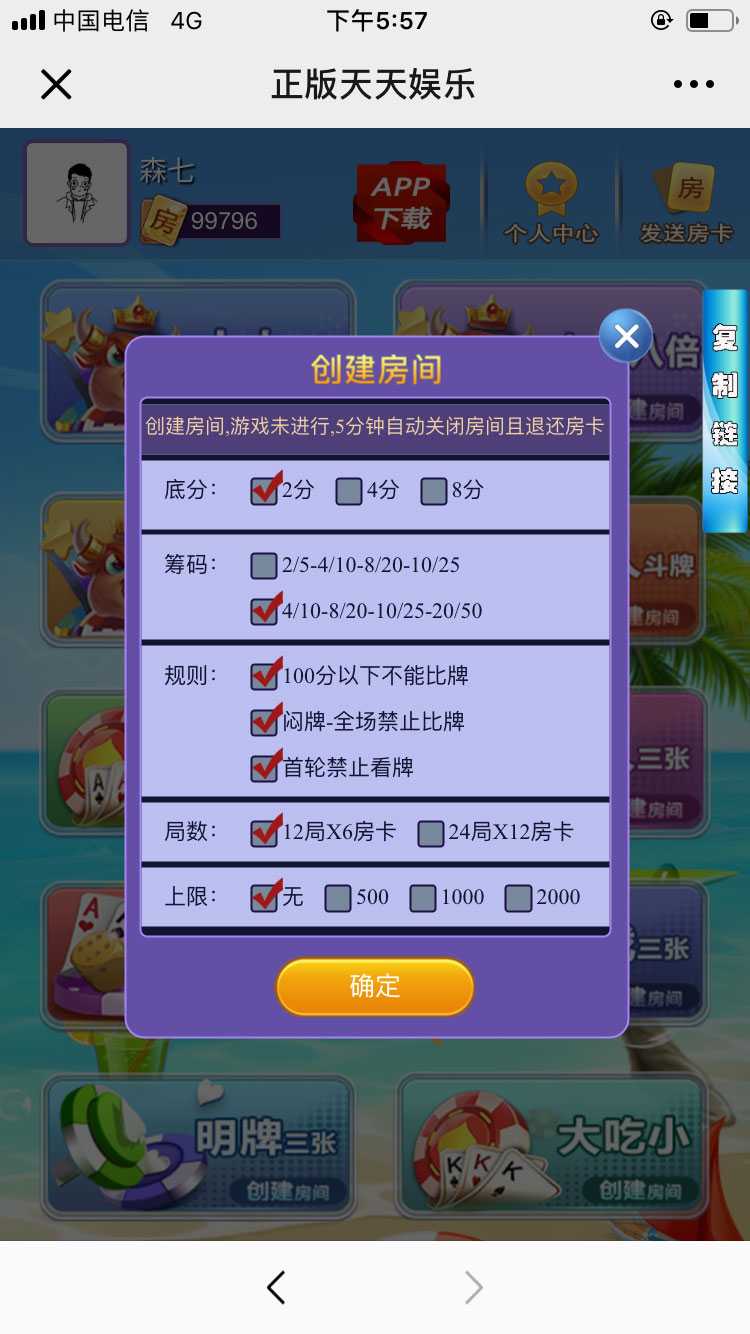 中国电信 4G 下午5:57
正版天天娱乐
森七
房 99796
APP
下载
个人中心
房
发送房卡
八倍
建房间
复制链接
创建房间
创建房间,游戏未进行,5分钟自动关闭房间且退还房卡
底分: 2分 4分 8分
筹码: 2/5-4/10-8/20-10/25
4/10-8/20-10/25-20/50
人斗牌
建房间
规则: 100分以下不能比牌
闷牌-全场禁止比牌
首轮禁止看牌
人三张
建房间
局数: 12局X6房卡 24局X12房卡
上限: 无 500 1000 2000
三张
建房间
确定
明牌三张
创建房间
大吃小
创建房间